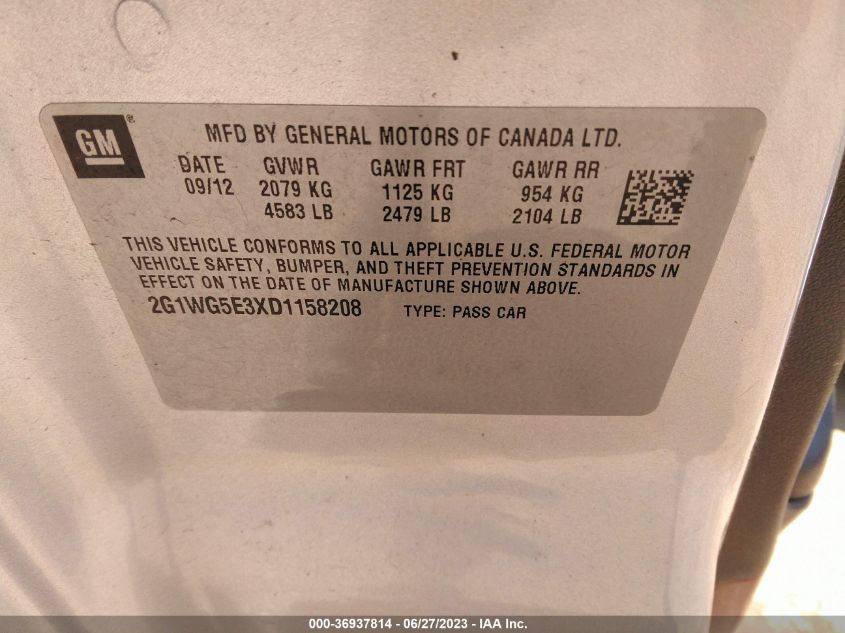 GM®
MFD BY GENERAL MOTORS OF CANADA LTD.
DATE GVWR GAWR FRT GAWR RR
09/12 2079 KG 1125 KG 954 KG
4583 LB 2479 LB 2104 LB
THIS VEHICLE CONFORMS TO ALL APPLICABLE U.S. FEDERAL MOTOR
VEHICLE SAFETY, BUMPER, AND THEFT PREVENTION STANDARDS IN
EFFECT ON THE DATE OF MANUFACTURE SHOWN ABOVE.
2G1WG5E3XD1158208 TYPE: PASS CAR
000-36937814 - 06/27/2023 - IAA Inc.